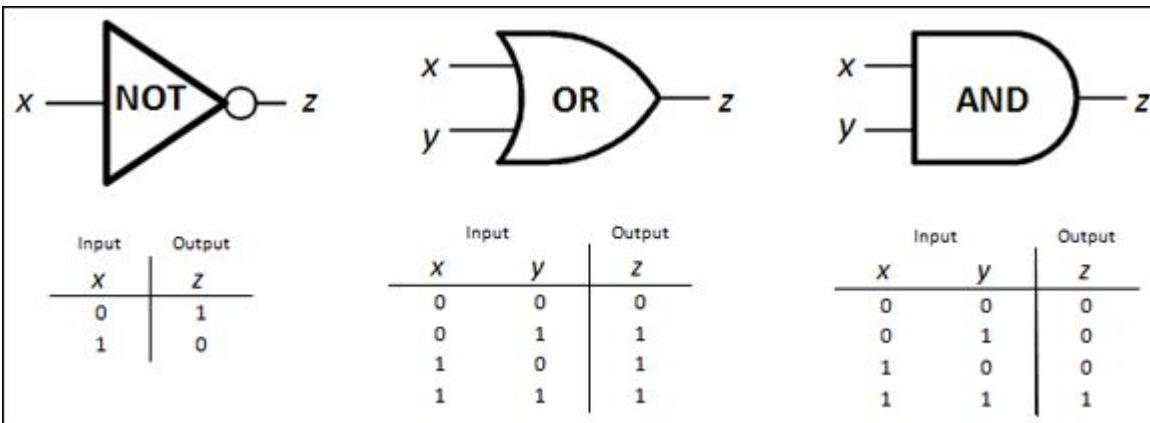 x NOT z
x
y
OR z
x
y
AND z
Input Output
x z
0 1
1 0
Input Output
x y z
0 0 0
0 1 1
1 0 1
1 1 1
Input Output
x y z
0 0 0
0 1 0
1 0 0
1 1 1